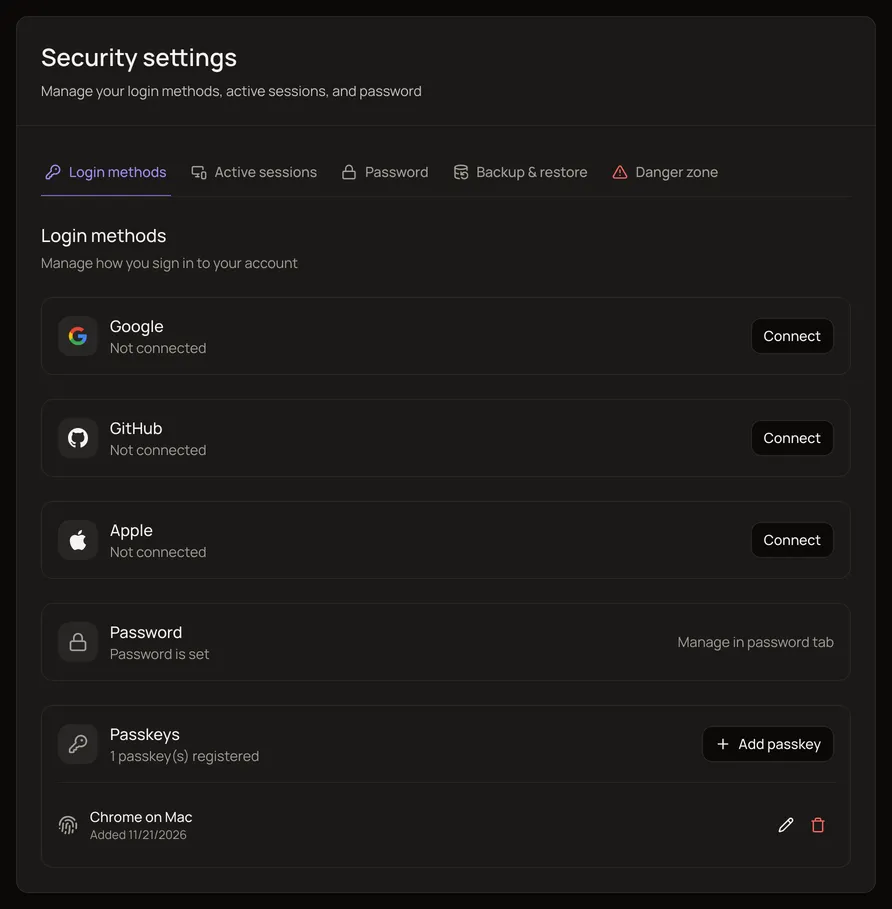 Security settings
Manage your login methods, active sessions, and password
Login methods
Active sessions
Password
Backup & restore
Danger zone
Login methods
Manage how you sign in to your account
Google
Not connected
Connect
GitHub
Not connected
Connect
Apple
Not connected
Connect
Password
Password is set
Manage in password tab
Passkeys
1 passkey(s) registered
Add passkey
Chrome on Mac
Added 11/21/2026